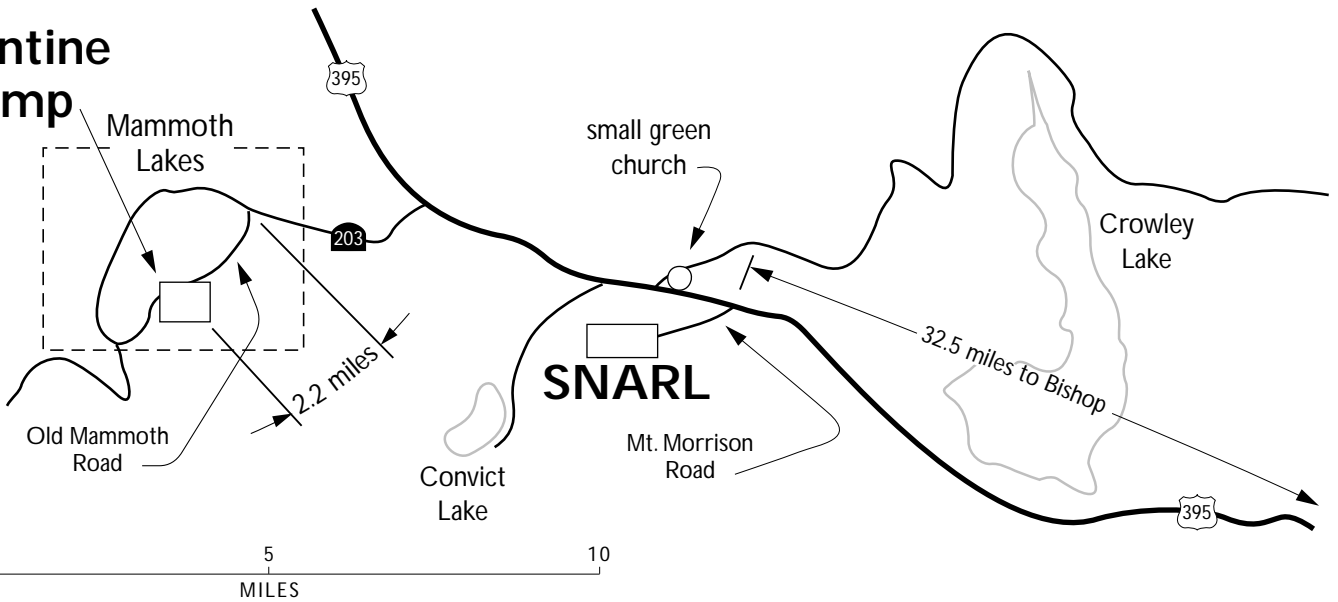 ntine
mp
Mammoth
Lakes
395
203
small green
church
Crowley
Lake
32.5 miles to Bishop
2.2 miles
SNARL
Old Mammoth
Road
Convict
Lake
Mt. Morrison
Road
395
5
10
MILES